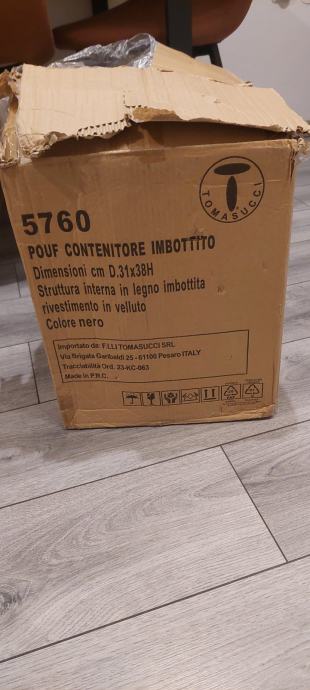 TOMASUCCI
5760
POUF CONTENITORE IMBOTTITO
Dimensioni cm D.31x38H
Struttura interna in legno imbottita
rivestimento in velluto
Colore nero
Importato da: F.LLI TOMASUCCI SRL
Via Brigata Garibaldi 25 - 61100 Pesaro ITALY
Tracciabilità Ord. 23-KC-063
Made in P.R.C.